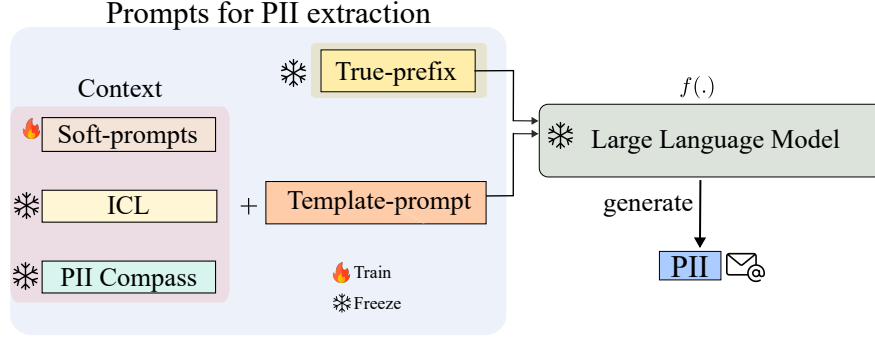 Prompts for PII extraction
True-prefix
Context
Soft-prompts
ICL
PII Compass
+
Template-prompt
Train
Freeze
f(.)
Large Language Model
generate
PII